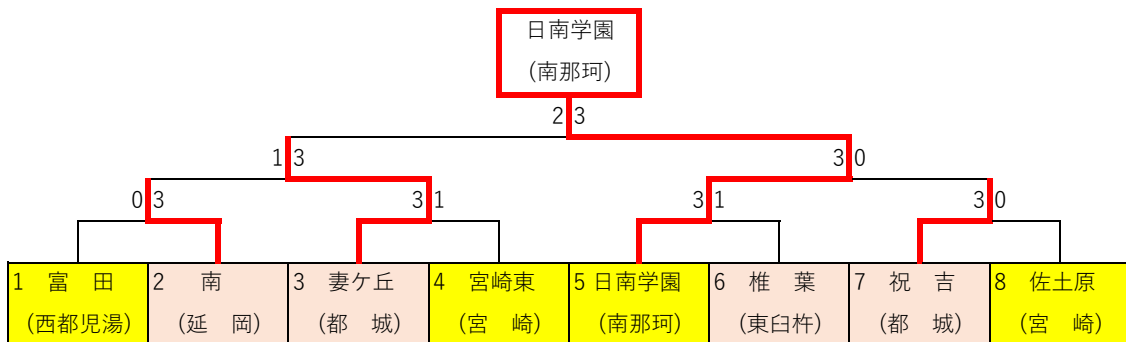 日南学園
(南那珂)
2 3
1 3 3 0
0 3 3 1 3 1 3 0
1 富 田 2 南 3 妻ケ丘 4 宮崎東 5 日南学園 6 椎 葉 7 祝 吉 8 佐土原
(西都児湯) (延 岡) (都 城) (宮 崎) (南那珂) (東臼杵) (都 城) (宮 崎)